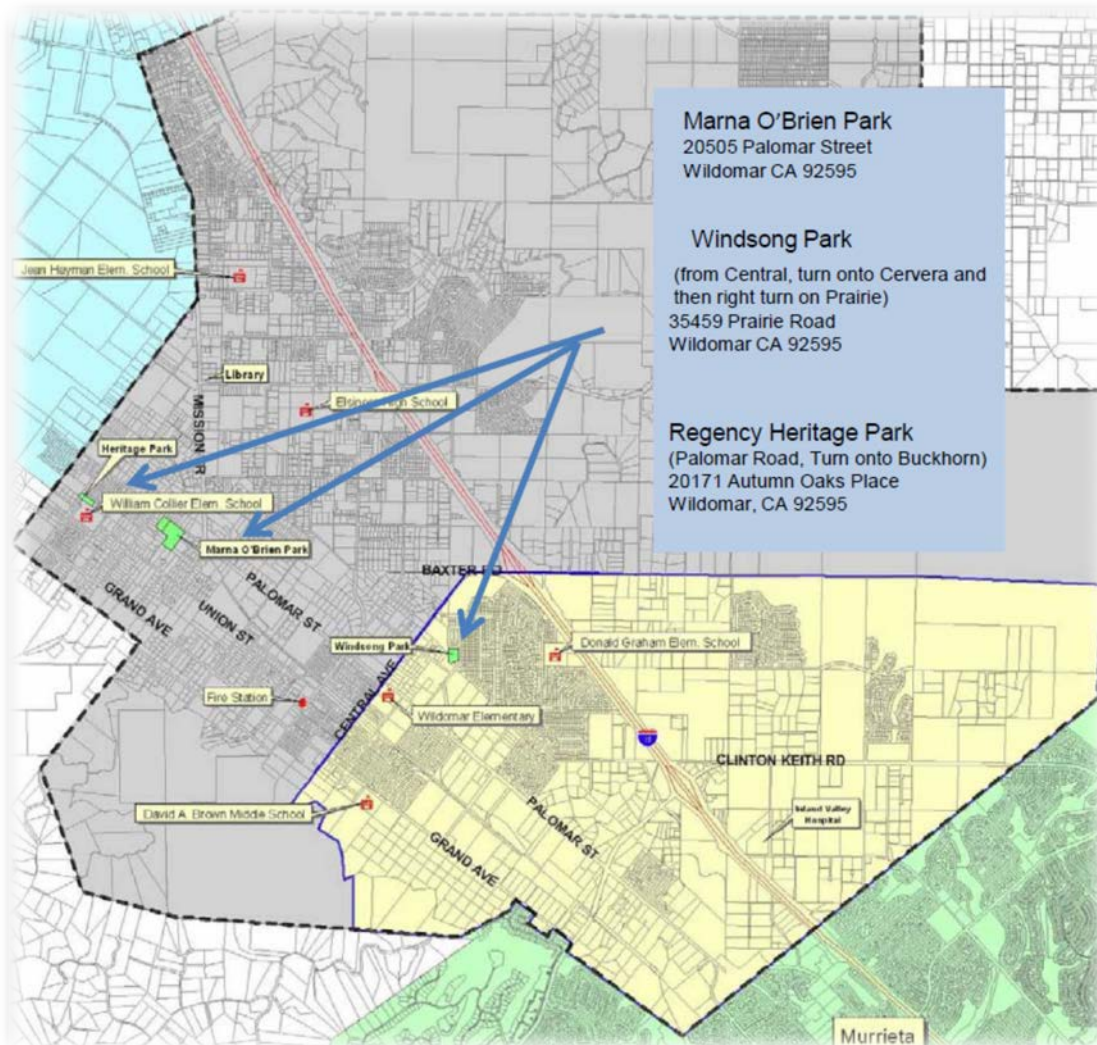 Marna O'Brien Park
20505 Palomar Street
Wildomar CA 92595
Windsong Park
(from Central, turn onto Cervera and
then right turn on Prairie)
35459 Prairie Road
Wildomar CA 92595
Regency Heritage Park
(Palomar Road, Turn onto Buckhorn)
20171 Autumn Oaks Place
Wildomar, CA 92595
Jean Hayman Elem. School
Library
MISSION
Elsinore High School
Heritage Park
William Collier Elem. School
Marna O'Brien Park
BAXTER RD
GRAND AVE
UNION ST
PALOMAR ST
Windsong Park
Donald Graham Elem. School
CENTRAL AVE
Fire Station
Wildomar Elementary
15
CLINTON KEITH RD
David A. Brown Middle School
PALOMAR ST
Inland Valley
Hospital
GRAND AVE
Murrieta